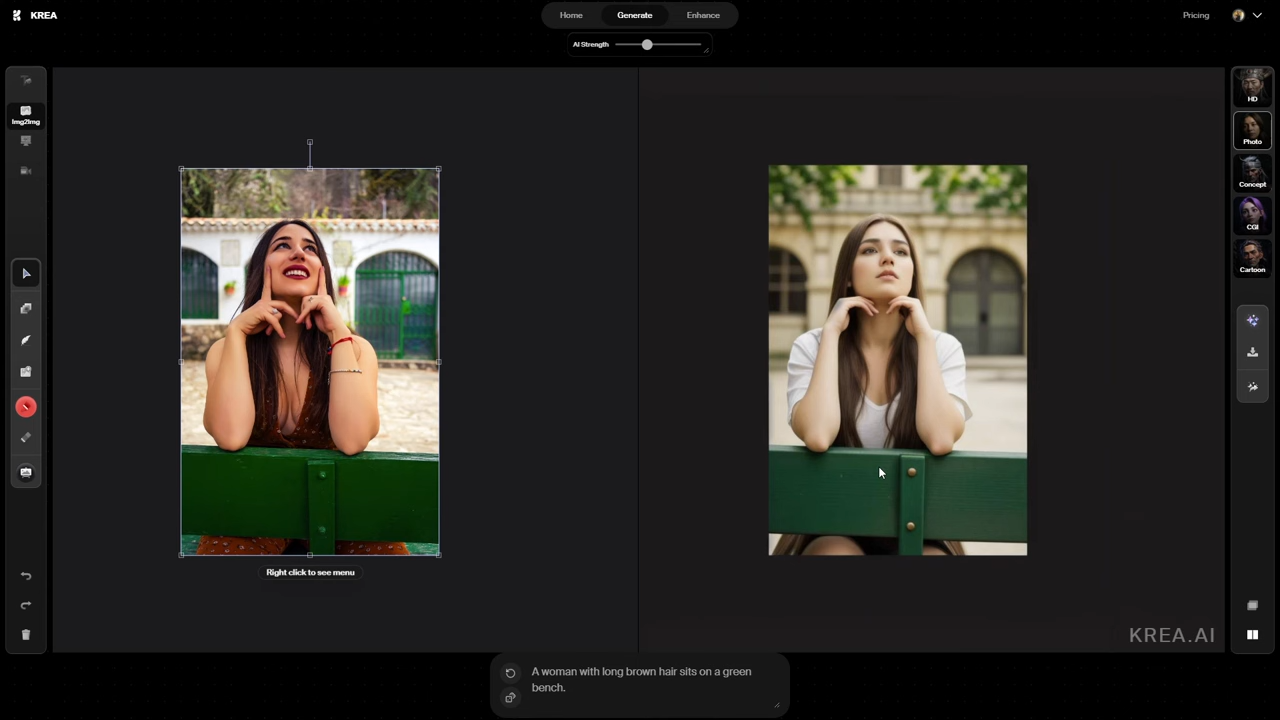 KREA
Home
Generate
Enhance
Pricing
AI Strength
Img2Img
HD
Photo
Concept
CGI
Cartoon
Right click to see menu
KREA.AI
A woman with long brown hair sits on a green
bench.